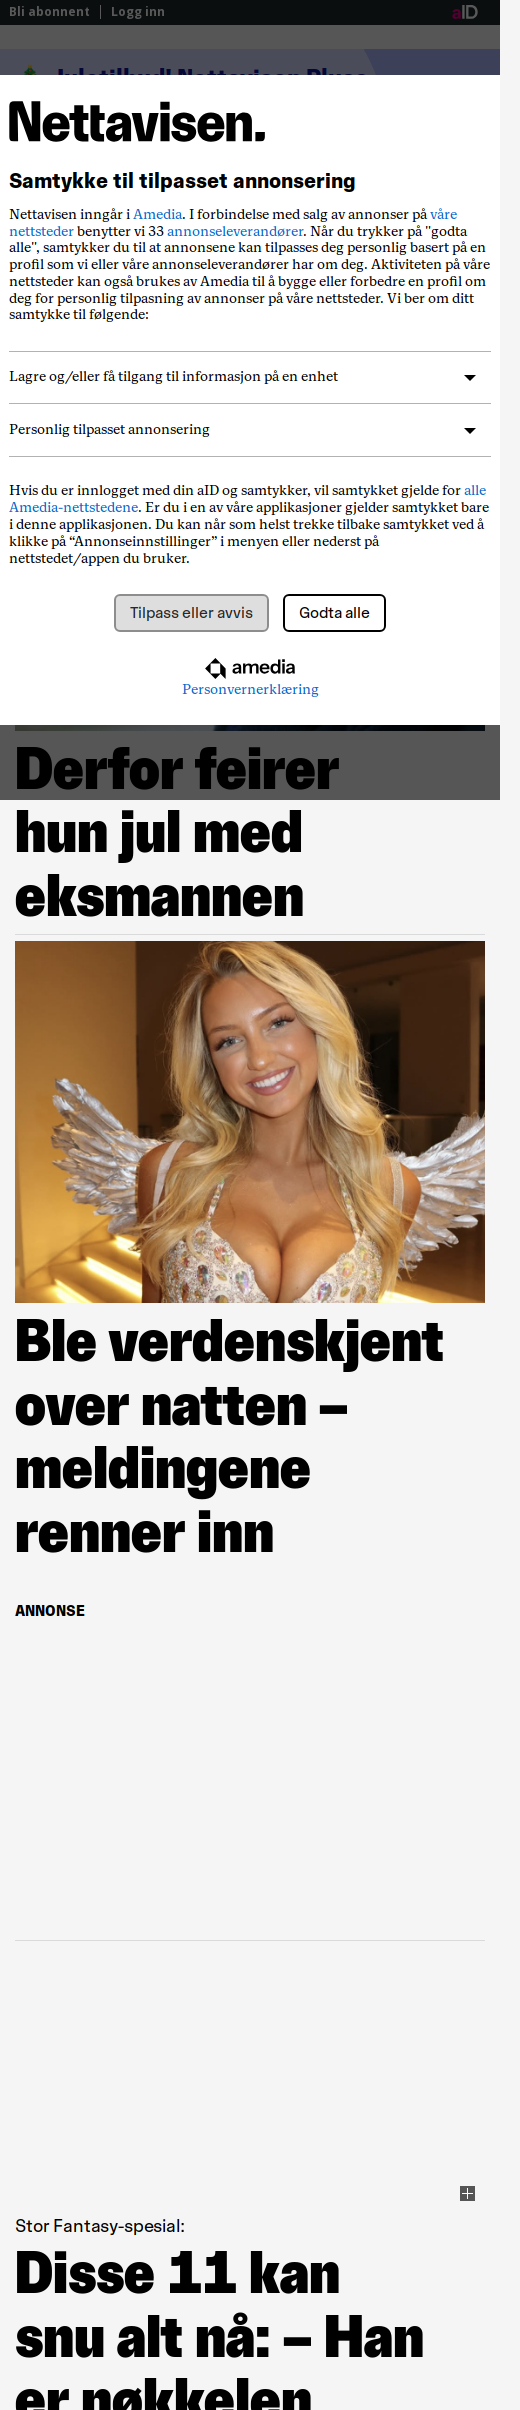 Bli abonnent
Logg inn
aID
Nettavisen.
Samtykke til tilpasset annonsering
Nettavisen inngår i Amedia. I forbindelse med salg av annonser på våre
nettsteder benytter vi 33 annonseleverandører. Når du trykker på "godta
alle", samtykker du til at annonsene kan tilpasses deg personlig basert på en
profil som vi eller våre annonseleverandører har om deg. Aktiviteten på våre
nettsteder kan også brukes av Amedia til å bygge eller forbedre en profil om
deg for personlig tilpasning av annonser på våre nettsteder. Vi ber om ditt
samtykke til følgende:
Lagre og/eller få tilgang til informasjon på en enhet
Personlig tilpasset annonsering
Hvis du er innlogget med din aID og samtykker, vil samtykket gjelde for alle
Amedia-nettstedene. Er du i en av våre applikasjoner gjelder samtykket bare
i denne applikasjonen. Du kan når som helst trekke tilbake samtykket ved å
klikke på “Annonseinnstillinger” i menyen eller nederst på
nettstedet/appen du bruker.
Tilpass eller avvis
Godta alle
amedia
Personvernerklæring
Derfor feirer
hun jul med
eksmannen
Ble verdenskjent
over natten –
meldingene
renner inn
ANNONSE
Stor Fantasy-spesial:
Disse 11 kan
snu alt nå: – Han
er nøkkelen